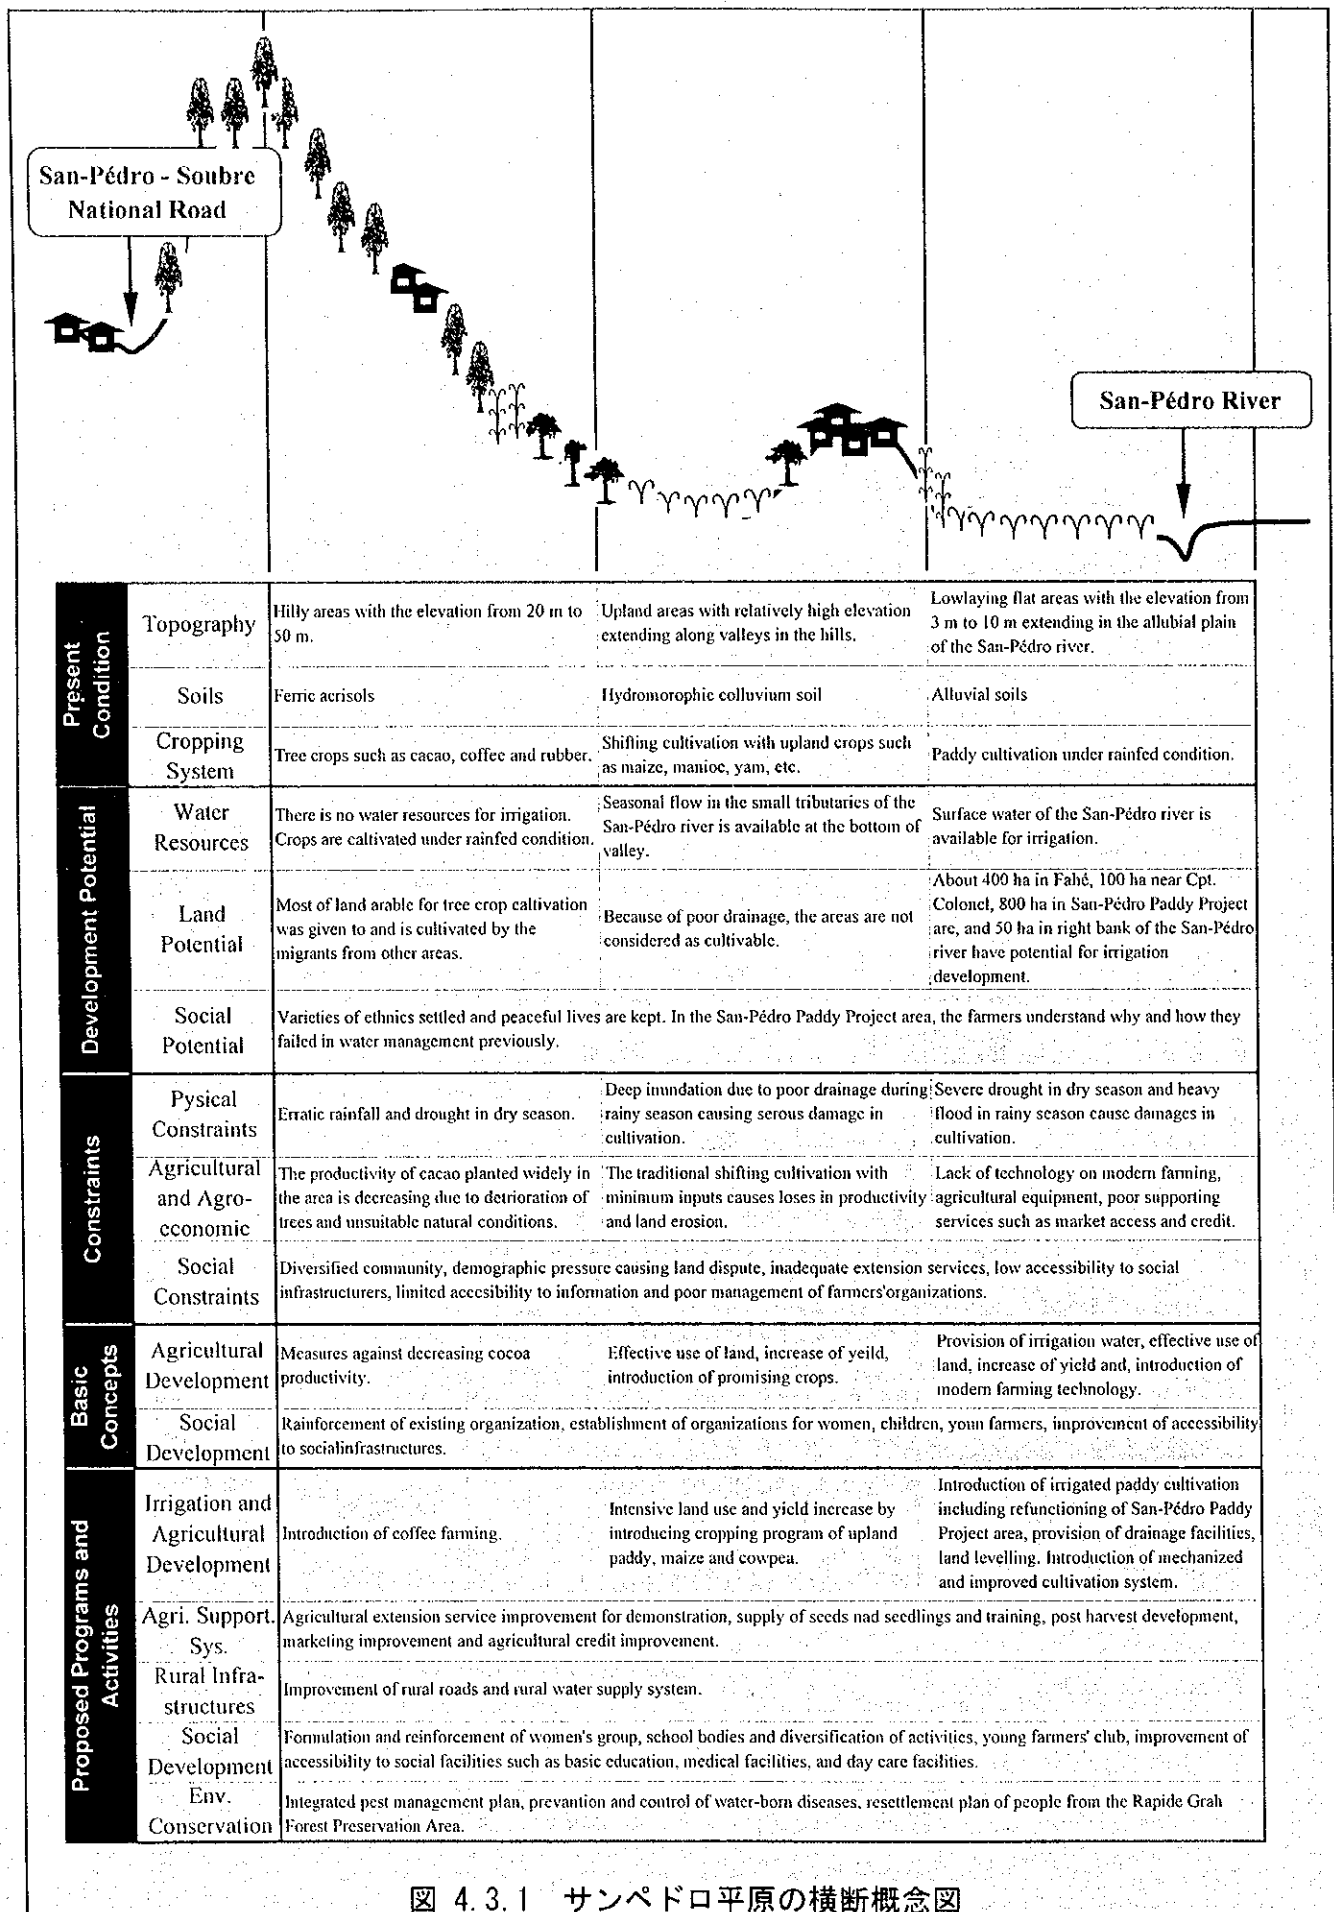 San-Pédro - Soubre
National Road
San-Pédro River
Present
Condition
Topography
Hilly areas with the elevation from 20 m to
50 m.
Upland areas with relatively high elevation
extending along valleys in the hills.
Lowlaying flat areas with the elevation from
3 m to 10 m extending in the allubial plain
of the San-Pédro river.
Soils
Ferric acrisols
Hydromorophic colluvium soil
Alluvial soils
Cropping
System
Tree crops such as cacao, coffee and rubber.
Shifting cultivation with upland crops such
as maize, manioc, yam, etc.
Paddy cultivation under rainfed condition.
Development Potential
Water
Resources
There is no water resources for irrigation.
Crops are caltivated under rainfed condition.
Seasonal flow in the small tributaries of the
San-Pédro river is available at the bottom of
valley.
Surface water of the San-Pédro river is
available for irrigation.
Land
Potential
Most of land arable for tree crop caltivation
was given to and is cultivated by the
migrants from other areas.
Because of poor drainage, the areas are not
considered as cultivable.
About 400 ha in Fahé, 100 ha near Cpt.
Colonel, 800 ha in San-Pédro Paddy Project
are, and 50 ha in right bank of the San-Pédro
river have potential for irrigation
development.
Social
Potential
Varieties of ethnics settled and peaceful lives are kept. In the San-Pédro Paddy Project area, the farmers understand why and how they
failed in water management previously.
Constraints
Pysical
Constraints
Erratic rainfall and drought in dry season.
Deep inundation due to poor drainage during
rainy season causing serous damage in
cultivation.
Severe drought in dry season and heavy
flood in rainy season cause damages in
cultivation.
Agricultural
and Agro-
economic
The productivity of cacao planted widely in
the area is decreasing due to detrioration of
trees and unsuitable natural conditions.
The traditional shifting cultivation with
minimum inputs causes loses in productivity
and land erosion.
Lack of technology on modern farming,
agricultural equipment, poor supporting
services such as market access and credit.
Social
Constraints
Diversified community, demographic pressure causing land dispute, inadequate extension services, low accessibility to social
infrastructurers, limited accesibility to information and poor management of farmers'organizations.
Basic
Concepts
Agricultural
Development
Measures against decreasing cocoa
productivity.
Effective use of land, increase of yeild,
introduction of promising crops.
Provision of irrigation water, effective use of
land, increase of yield and, introduction of
modern farming technology.
Social
Development
Rainforcement of existing organization, establishment of organizations for women, children, youn farmers, improvement of accessibility
to socialinfrastructures.
Proposed Programs and
Activities
Irrigation and
Agricultural
Development
Introduction of coffee farming.
Intensive land use and yield increase by
introducing cropping program of upland
paddy, maize and cowpea.
Introduction of irrigated paddy cultivation
including refunctioning of San-Pédro Paddy
Project area, provision of drainage facilities,
land levelling. Introduction of mechanized
and improved cultivation system.
Agri. Support.
Sys.
Agricultural extension service improvement for demonstration, supply of seeds nad seedlings and training, post harvest development,
marketing improvement and agricultural credit improvement.
Rural Infra-
structures
Improvement of rural roads and rural water supply system.
Social
Development
Formulation and reinforcement of women's group, school bodies and diversification of activities, young farmers' club, improvement of
accessibility to social facilities such as basic education, medical facilities, and day care facilities.
Env.
Conservation
Integrated pest management plan, prevantion and control of water-born diseases, resettlement plan of people from the Rapide Grah
Forest Preservation Area.
図 4.3.1 サンペドロ平原の横断概念図